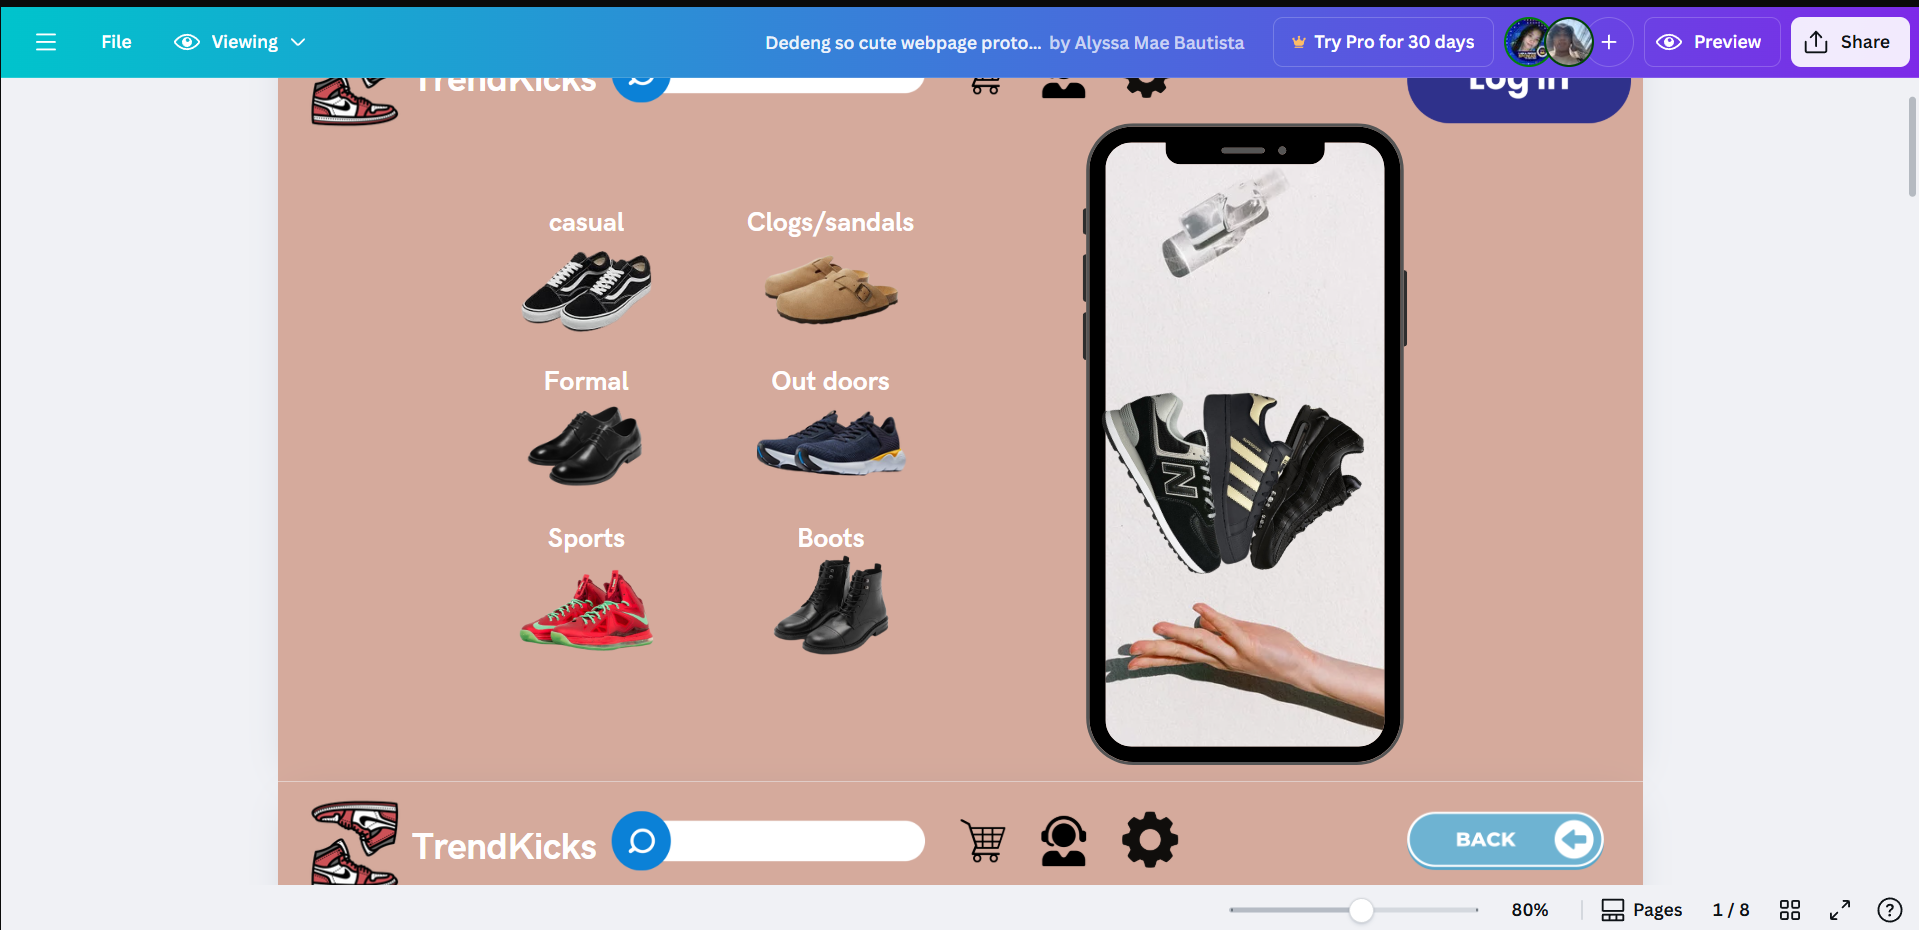 File
Viewing
Dedeng so cute webpage proto... by Alyssa Mae Bautista
Try Pro for 30 days
Preview
Share
TrendKicks
Log in
casual
Clogs/sandals
Formal
Out doors
Sports
Boots
N
TrendKicks
BACK
80%
Pages
1 / 8
?